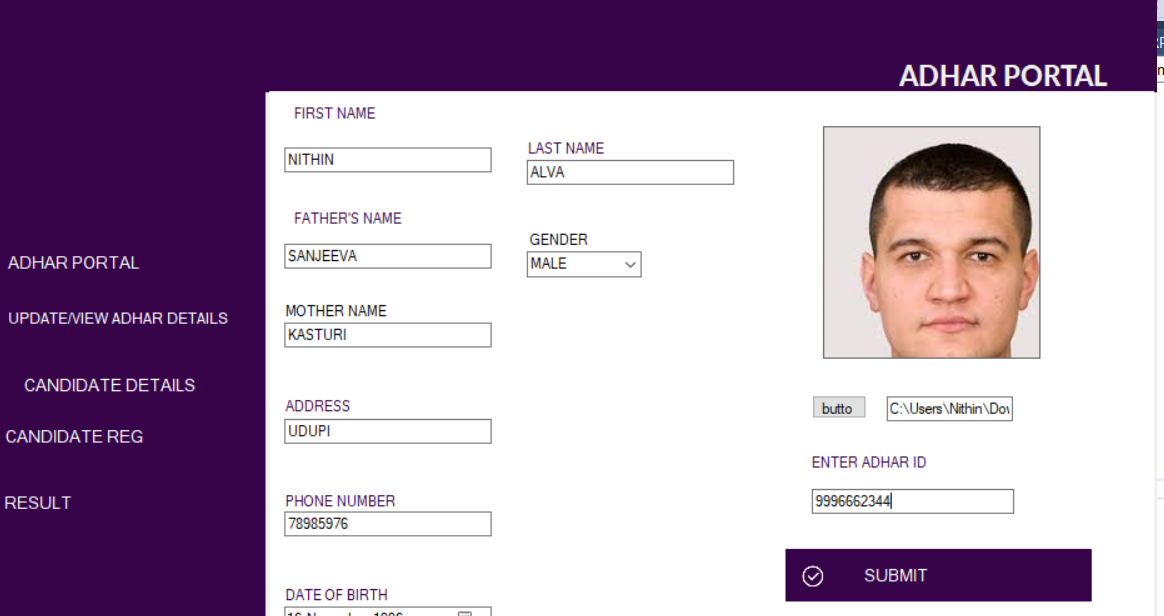 ADHAR PORTAL
FIRST NAME
NITHIN
LAST NAME
ALVA
FATHER'S NAME
SANJEEVA
GENDER
MALE
MOTHER NAME
KASTURI
ADDRESS
UDUPI
PHONE NUMBER
78985976
DATE OF BIRTH
ADHAR PORTAL
UPDATE/VIEW ADHAR DETAILS
CANDIDATE DETAILS
CANDIDATE REG
RESULT
butto
C:\Users\Nithin\Do
ENTER ADHAR ID
9996662344
SUBMIT